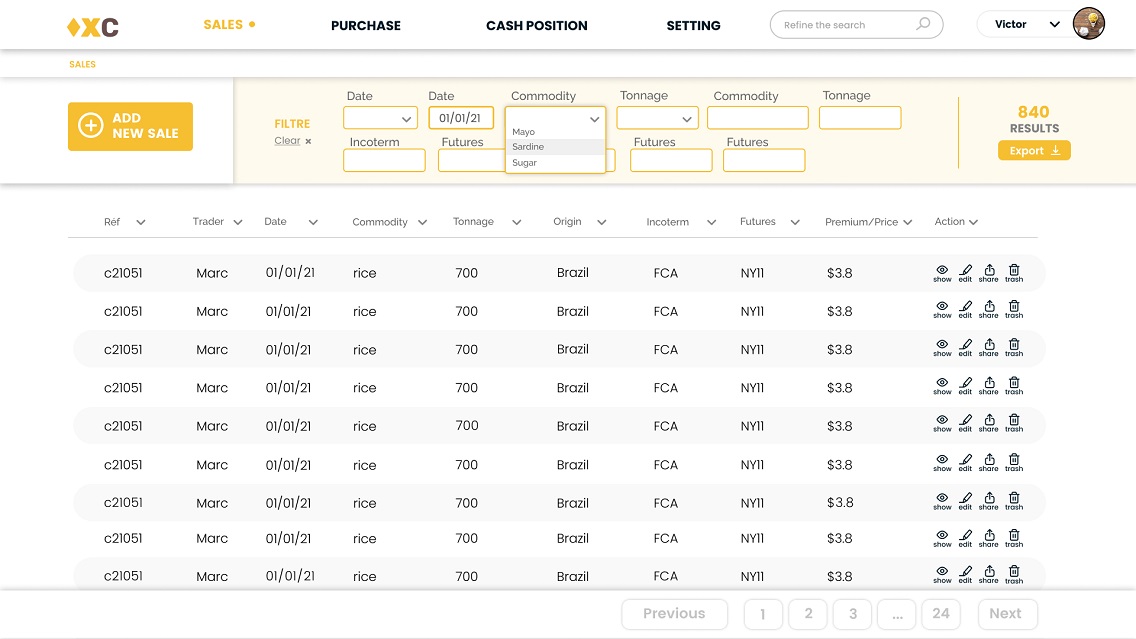 XC SALES PURCHASE CASH POSITION SETTING Refine the search Victor
SALES
ADD
NEW SALE
FILTRE
Clear ×
Date Date Commodity Tonnage Commodity Tonnage
01/01/21
Mayo
Sardine
Sugar
Incoterm Futures Futures Futures
840
RESULTS
Export
Réf Trader Date Commodity Tonnage Origin Incoterm Futures Premium/Price Action
c21051 Marc 01/01/21 rice 700 Brazil FCA NY11 $3.8 show edit share trash
c21051 Marc 01/01/21 rice 700 Brazil FCA NY11 $3.8 show edit share trash
c21051 Marc 01/01/21 rice 700 Brazil FCA NY11 $3.8 show edit share trash
c21051 Marc 01/01/21 rice 700 Brazil FCA NY11 $3.8 show edit share trash
c21051 Marc 01/01/21 rice 700 Brazil FCA NY11 $3.8 show edit share trash
c21051 Marc 01/01/21 rice 700 Brazil FCA NY11 $3.8 show edit share trash
c21051 Marc 01/01/21 rice 700 Brazil FCA NY11 $3.8 show edit share trash
c21051 Marc 01/01/21 rice 700 Brazil FCA NY11 $3.8 show edit share trash
c21051 Marc 01/01/21 rice 700 Brazil FCA NY11 $3.8 show edit share trash
Previous 1 2 3 ... 24 Next